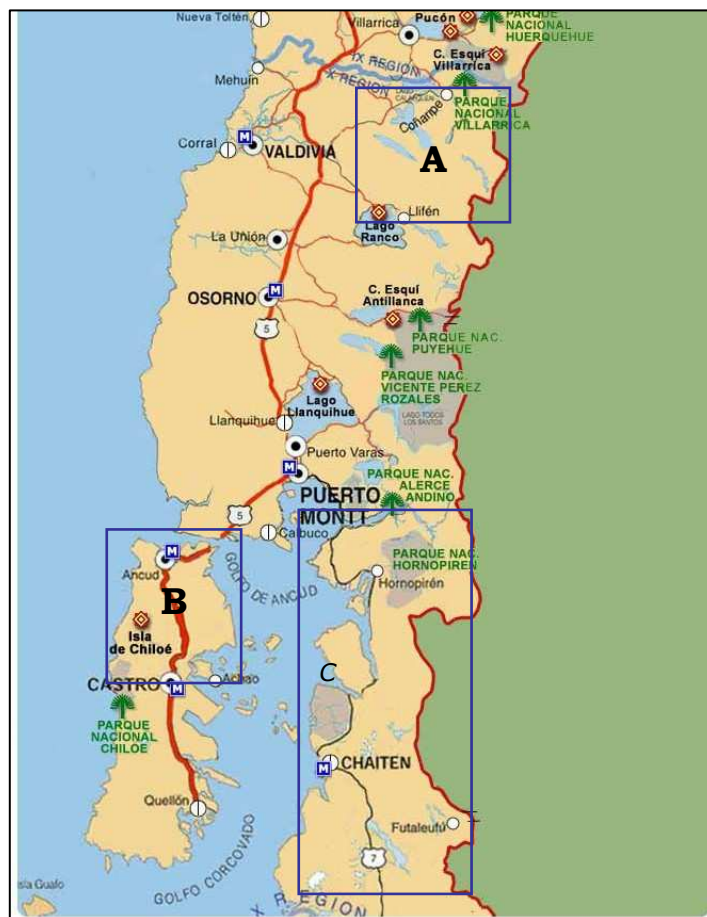 Nueva Toltén
Villarrica
Pucón
PARQUE
NACIONAL
HUERQUEHUE
C. Esquí
Villarrica
IX REGION
X REGION
Mehuín
Coñaripe
PARQUE
NACIONAL
VILLARRICA
Corral
M
VALDIVIA
A
Llifén
Lago
Ranco
La Unión
C. Esquí
Antillanca
OSORNO
M
5
PARQUE NAC.
PUYEHUE
PARQUE NAC.
VICENTE PEREZ
ROZALES
Lago
Llanquihue
LAGO TODOS
LOS SANTOS
Llanquihue
Puerto Varas
M
PUERTO
MONTT
PARQUE NAC.
ALERCE
ANDINO
5
Calbuco
GOLFO DE ANCUD
PARQUE NAC.
HORNOPIREN
Hornopirén
M
Ancud
B
Isla
de Chiloé
C
CASTRO
M
Achao
PARQUE
NACIONAL
CHILOE
CHAITEN
M
Quellón
Futaleufú
GOLFO CORCOVADO
7
Isla Guafo
X REGION